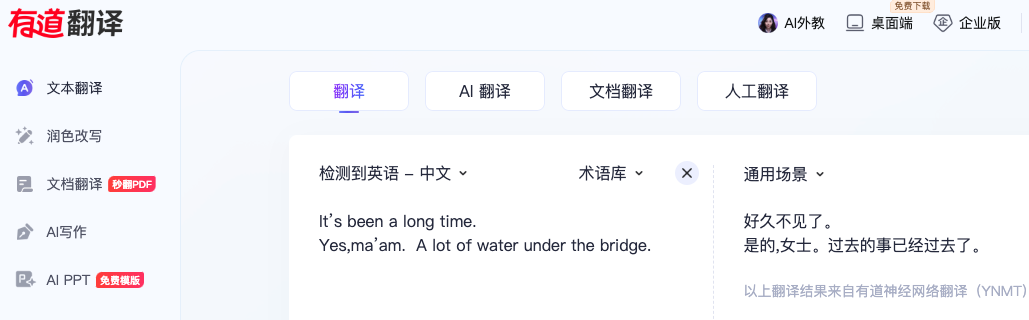 有道翻译
免费下载
AI外教 桌面端 企业版
文本翻译
润色改写
文档翻译 秒翻PDF
AI写作
AI PPT 免费模版
翻译 AI 翻译 文档翻译 人工翻译
检测到英语 – 中文 术语库 通用场景
It's been a long time.
Yes,ma'am.  A lot of water under the bridge.
好久不见了。
是的,女士。过去的事已经过去了。
以上翻译结果来自有道神经网络翻译（YNMT）